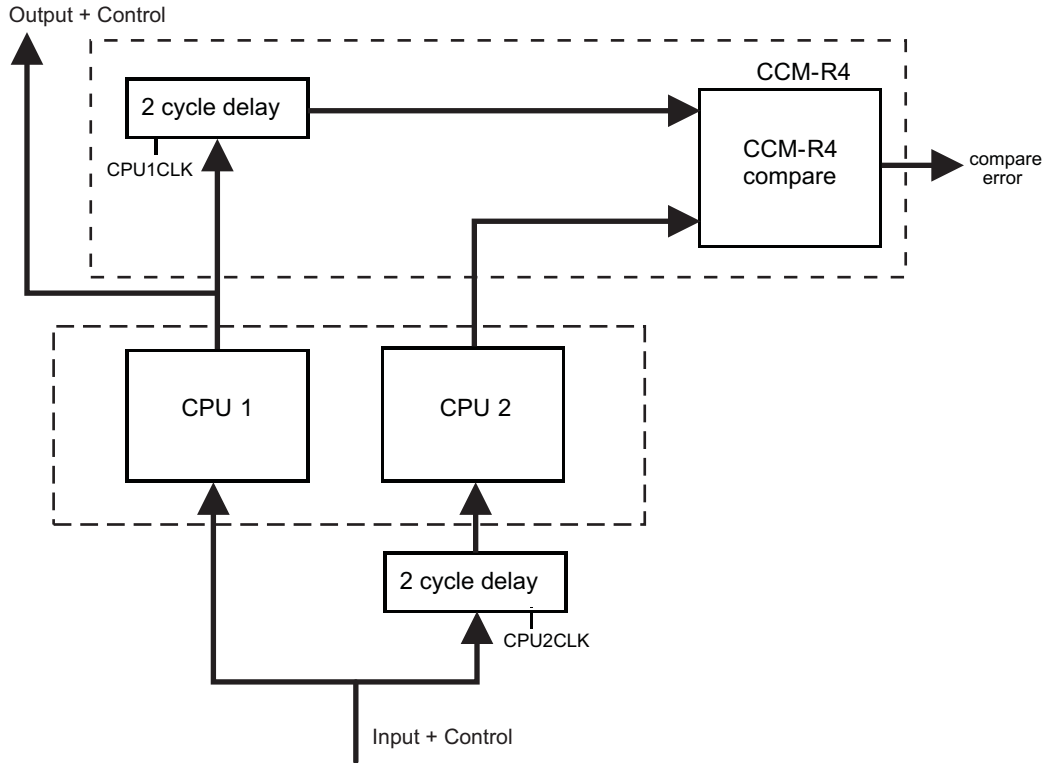 Output + Control
CCM-R4
2 cycle delay
CPU1CLK
CCM-R4
compare
compare
error
CPU 1
CPU 2
2 cycle delay
CPU2CLK
Input + Control